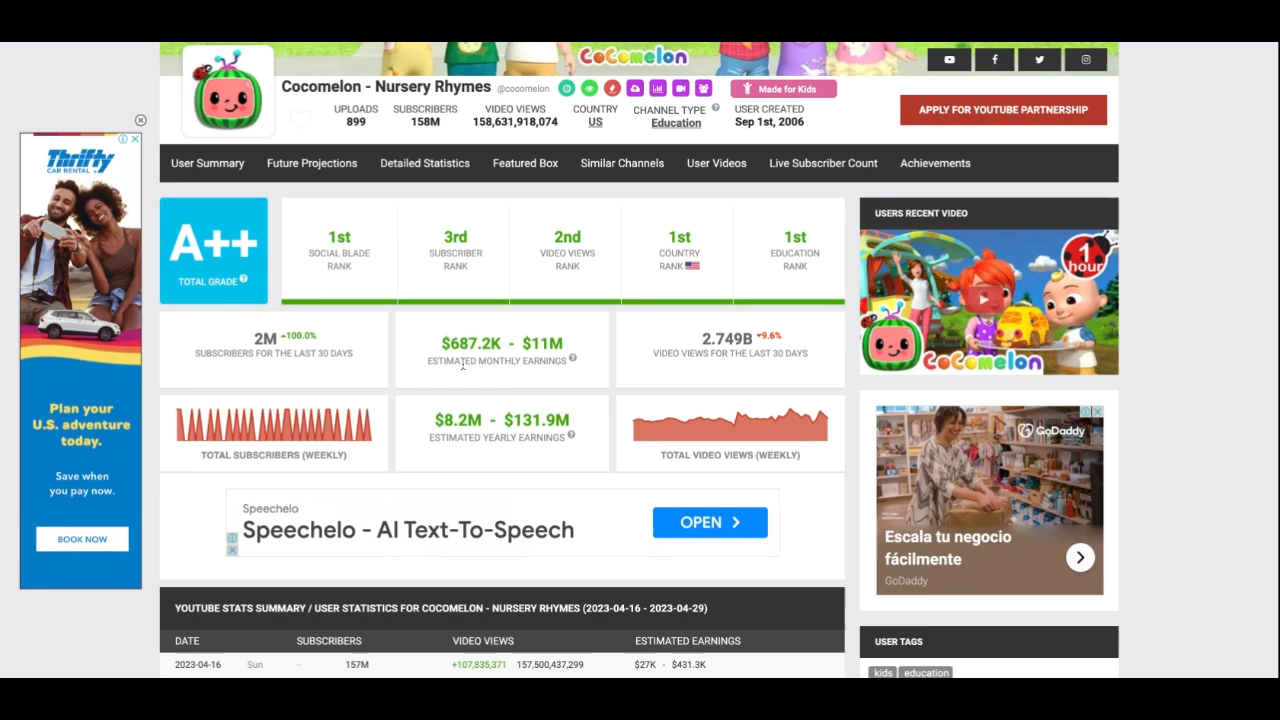 CoComelon
Cocomelon - Nursery Rhymes @cocomelon
Made for Kids
UPLOADS
899
SUBSCRIBERS
158M
VIDEO VIEWS
158,631,918,074
COUNTRY
US
CHANNEL TYPE
Education
USER CREATED
Sep 1st, 2006
APPLY FOR YOUTUBE PARTNERSHIP
User Summary Future Projections Detailed Statistics Featured Box Similar Channels User Videos Live Subscriber Count Achievements
Thrifty
CAR RENTAL
Plan your
U.S. adventure
today.
Save when
you pay now.
BOOK NOW
A++
TOTAL GRADE
1st
SOCIAL BLADE
RANK
3rd
SUBSCRIBER
RANK
2nd
VIDEO VIEWS
RANK
1st
COUNTRY
RANK
1st
EDUCATION
RANK
2M +100.0%
SUBSCRIBERS FOR THE LAST 30 DAYS
$687.2K - $11M
ESTIMATED MONTHLY EARNINGS
2.749B -9.6%
VIDEO VIEWS FOR THE LAST 30 DAYS
TOTAL SUBSCRIBERS (WEEKLY)
$8.2M - $131.9M
ESTIMATED YEARLY EARNINGS
TOTAL VIDEO VIEWS (WEEKLY)
Speechelo
Speechelo - AI Text-To-Speech
OPEN
YOUTUBE STATS SUMMARY / USER STATISTICS FOR COCOMELON - NURSERY RHYMES (2023-04-16 - 2023-04-29)
DATE SUBSCRIBERS VIDEO VIEWS ESTIMATED EARNINGS
2023-04-16 Sun -- 157M +107,835,371 157,500,437,299 $27K - $431.3K
USERS RECENT VIDEO
1
hour
CoComelon
GoDaddy
Escala tu negocio
fácilmente
GoDaddy
USER TAGS
kids education